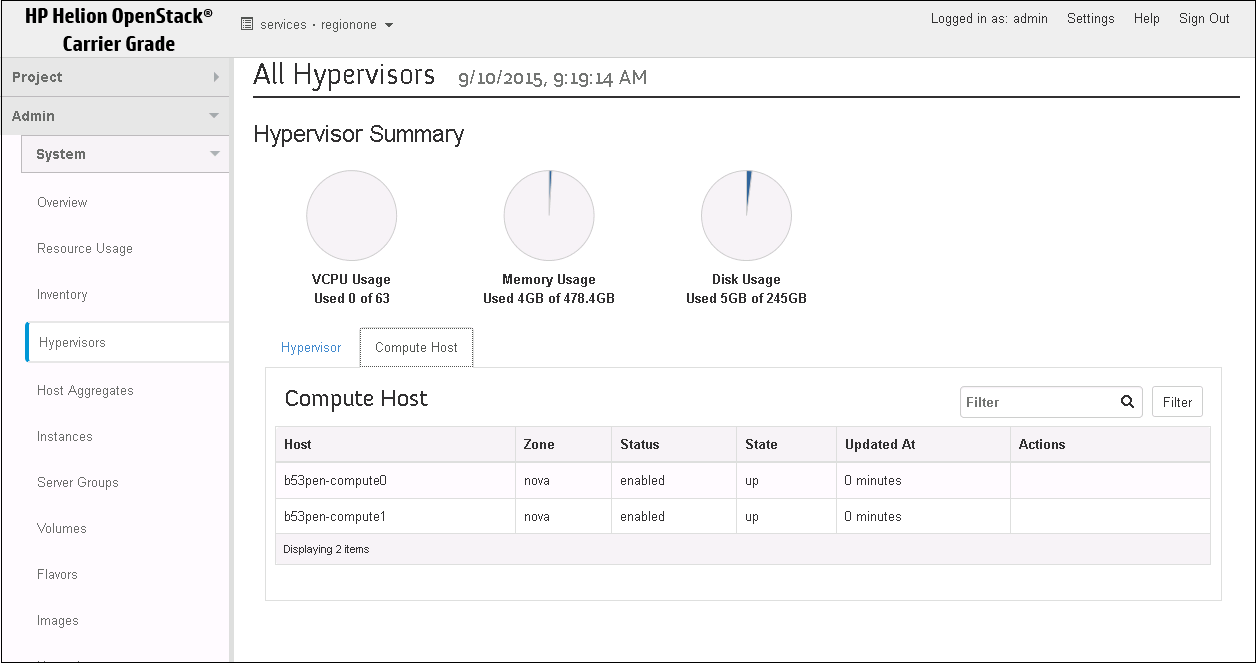 HP Helion OpenStack®
Carrier Grade
services • regionone
Logged in as: admin Settings Help Sign Out
Project
Admin
System
Overview
Resource Usage
Inventory
Hypervisors
Host Aggregates
Instances
Server Groups
Volumes
Flavors
Images
All Hypervisors 9/10/2015, 9:19:14 AM
Hypervisor Summary
VCPU Usage
Used 0 of 63
Memory Usage
Used 4GB of 478.4GB
Disk Usage
Used 5GB of 245GB
Hypervisor Compute Host
Compute Host
Filter Filter
Host Zone Status State Updated At Actions
b53pen-compute0 nova enabled up 0 minutes
b53pen-compute1 nova enabled up 0 minutes
Displaying 2 items